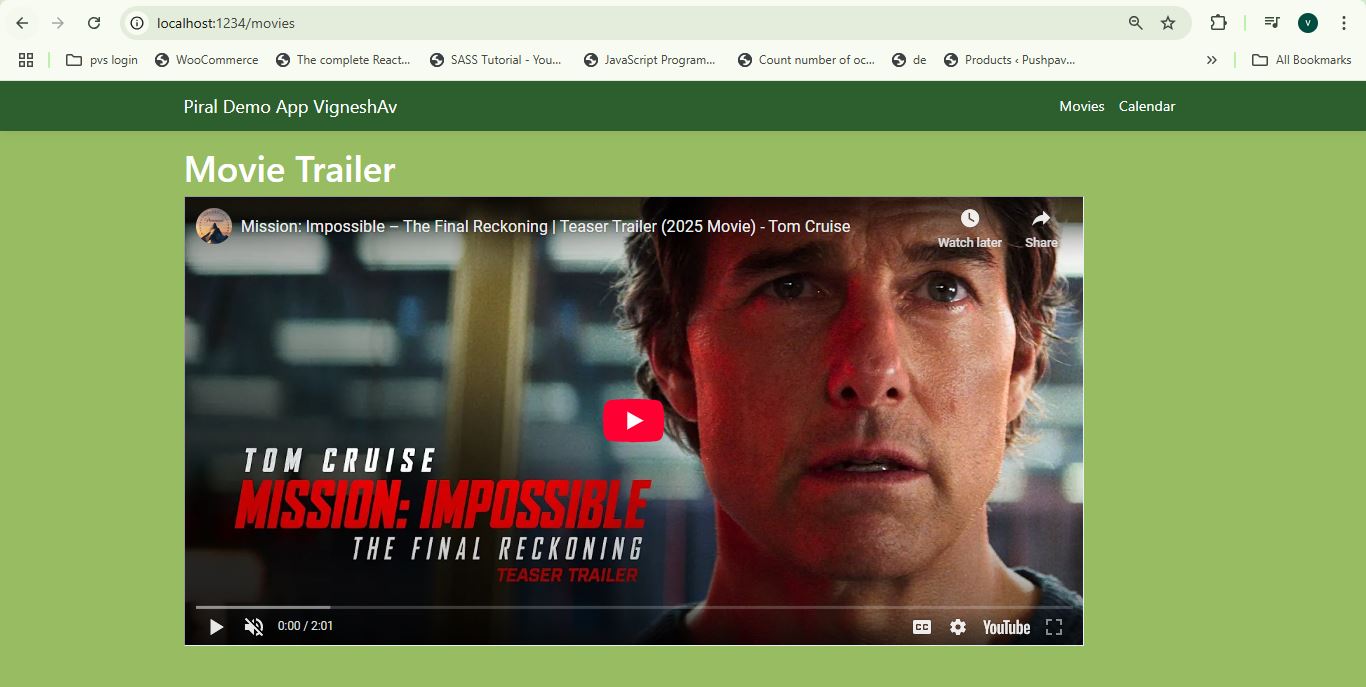 localhost:1234/movies
V
pvs login WooCommerce The complete React... SASS Tutorial - You... JavaScript Program... Count number of oc... de Products ‹ Pushpav... » All Bookmarks
Piral Demo App VigneshAv Movies Calendar
Movie Trailer
Mission: Impossible – The Final Reckoning | Teaser Trailer (2025 Movie) - Tom Cruise
Watch later Share
TOM CRUISE
MISSION: IMPOSSIBLE
THE FINAL RECKONING
TEASER TRAILER
0:00 / 2:01 CC YouTube